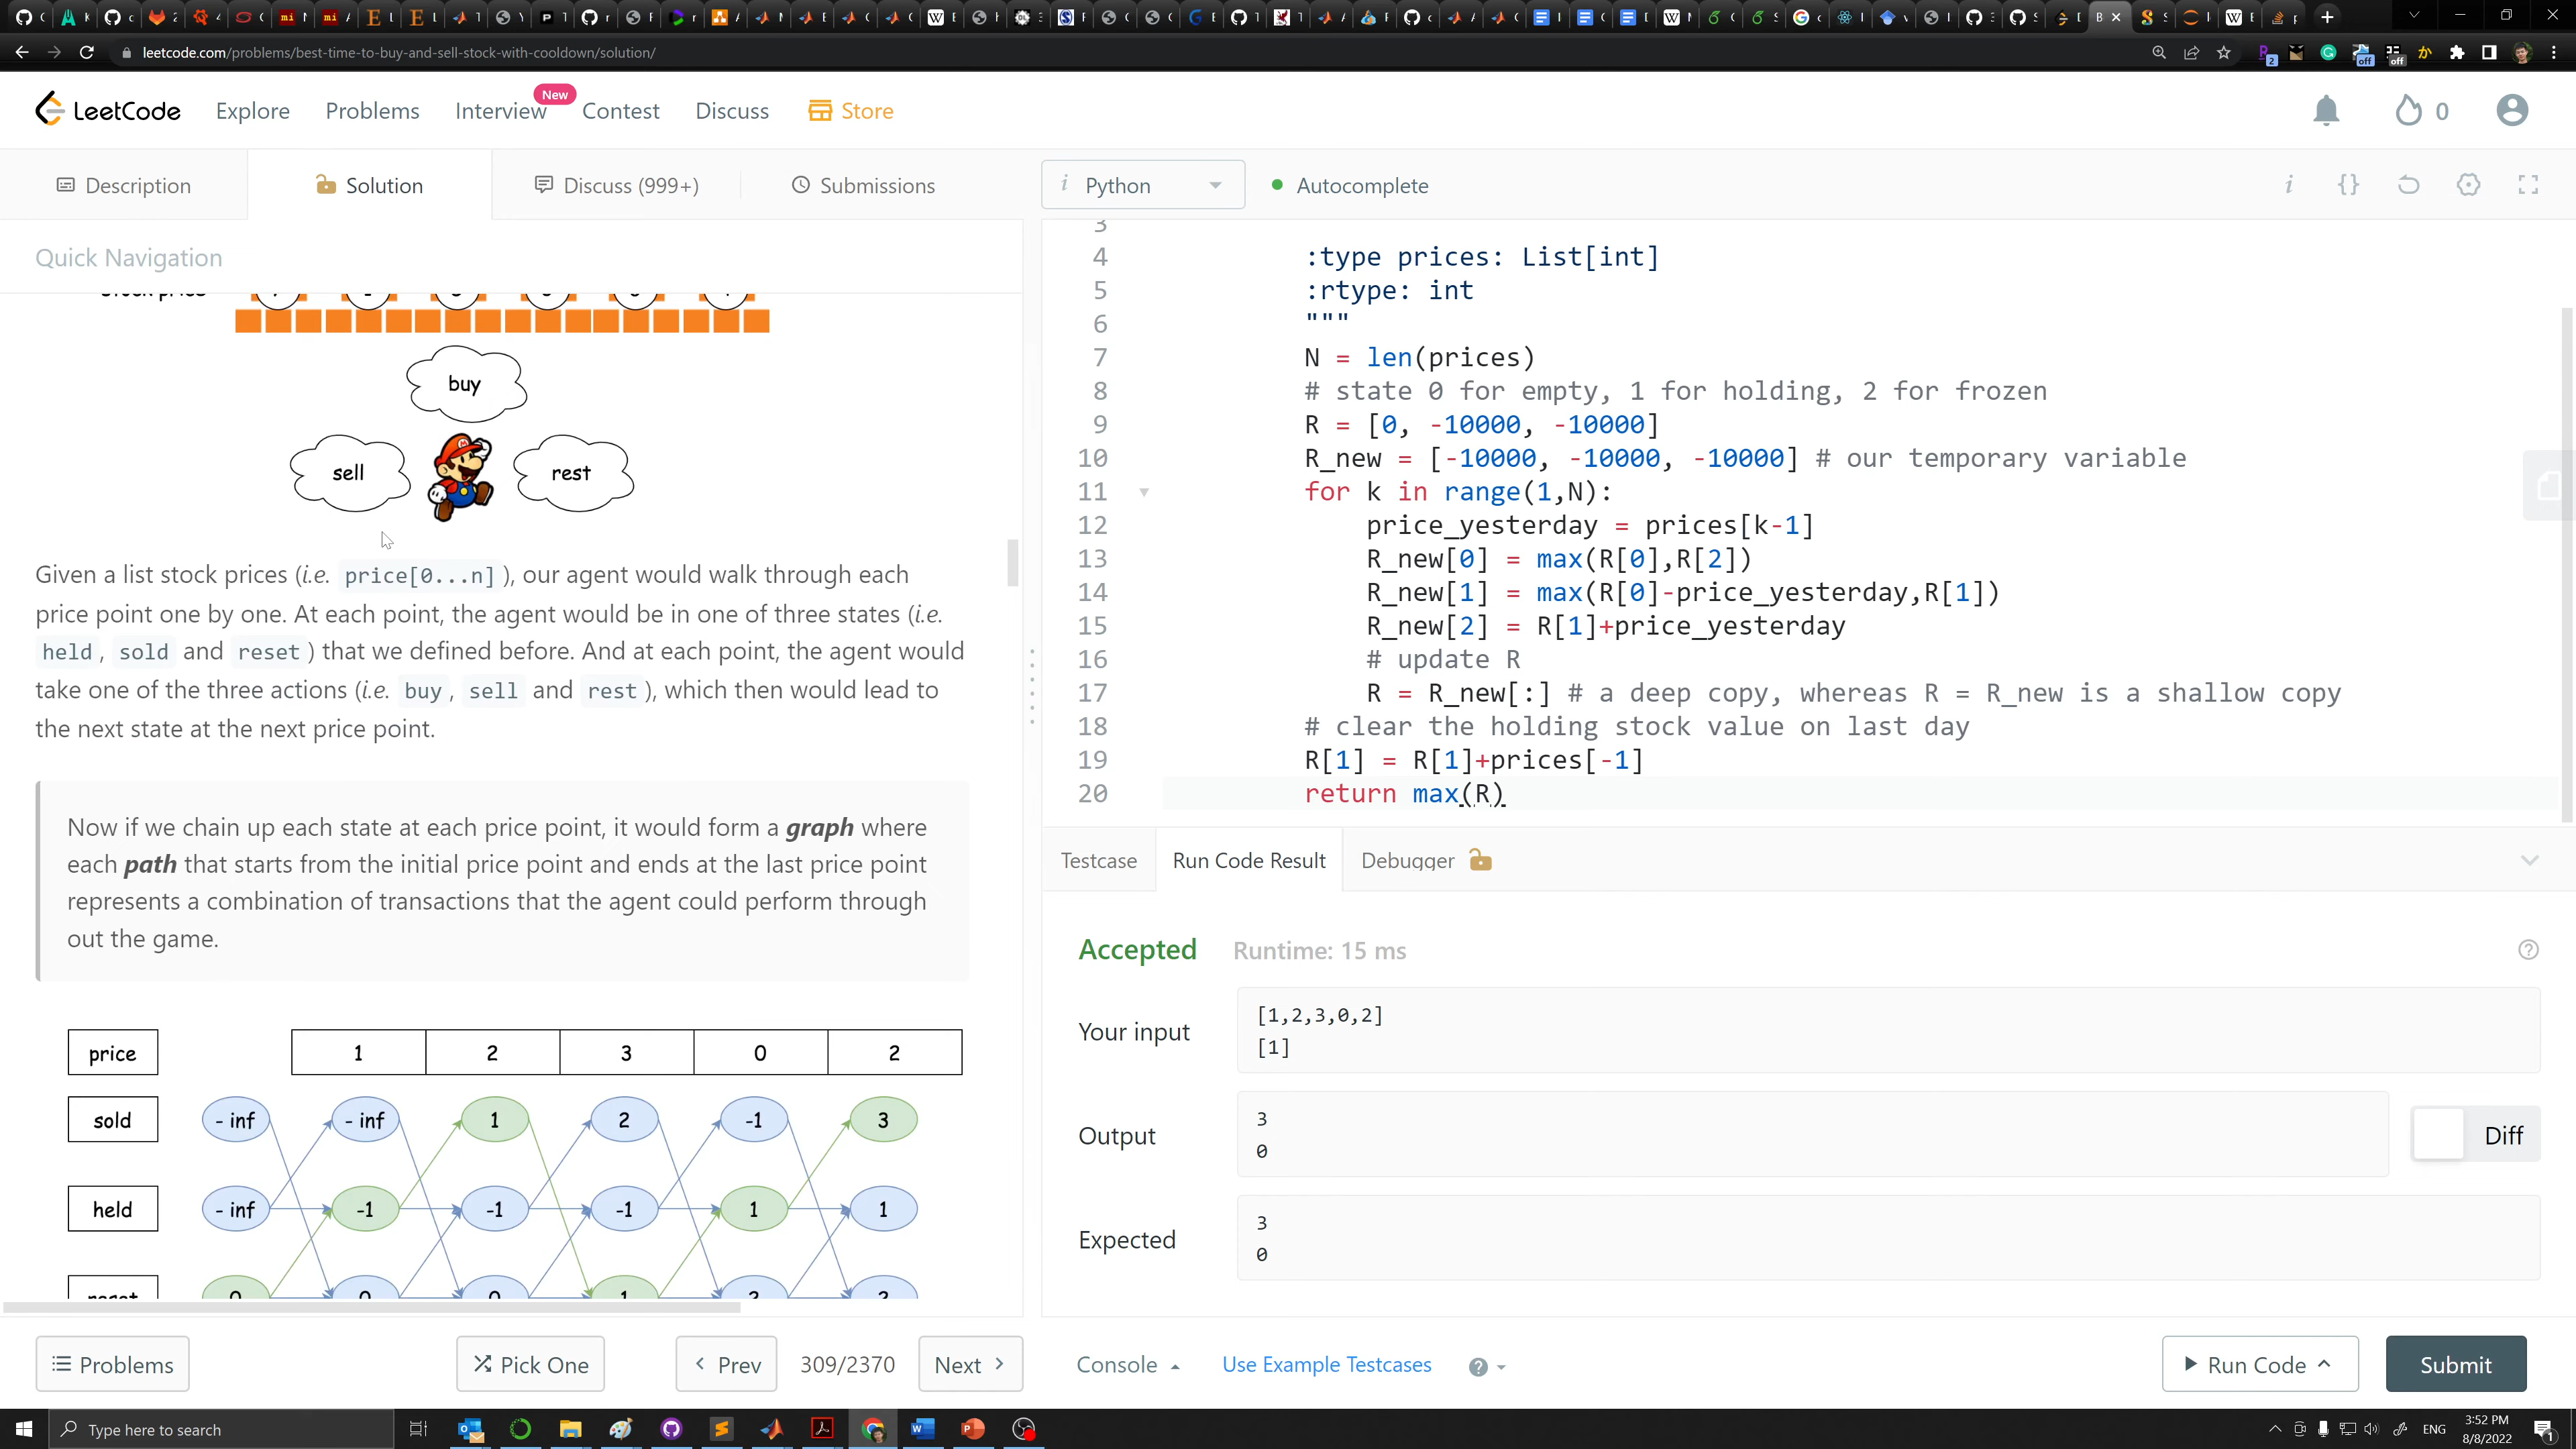 leetcode.com/problems/best-time-to-buy-and-sell-stock-with-cooldown/solution/
LeetCode
Explore
Problems
Interview
New
Contest
Discuss
Store
0
Description
Solution
Discuss (999+)
Submissions
Python
Autocomplete
Quick Navigation
buy
sell
rest
Given a list stock prices (i.e. price[0...n] ), our agent would walk through each
price point one by one. At each point, the agent would be in one of three states (i.e.
held , sold and reset ) that we defined before. And at each point, the agent would
take one of the three actions (i.e. buy , sell and rest ), which then would lead to
the next state at the next price point.
Now if we chain up each state at each price point, it would form a graph where
each path that starts from the initial price point and ends at the last price point
represents a combination of transactions that the agent could perform through
out the game.
price 1 2 3 0 2
sold - inf - inf 1 2 -1 3
held - inf -1 -1 -1 1 1
3
4 :type prices: List[int]
5 :rtype: int
6 """
7 N = len(prices)
8 # state 0 for empty, 1 for holding, 2 for frozen
9 R = [0, -10000, -10000]
10 R_new = [-10000, -10000, -10000] # our temporary variable
11 for k in range(1,N):
12 price_yesterday = prices[k-1]
13 R_new[0] = max(R[0],R[2])
14 R_new[1] = max(R[0]-price_yesterday,R[1])
15 R_new[2] = R[1]+price_yesterday
16 # update R
17 R = R_new[:] # a deep copy, whereas R = R_new is a shallow copy
18 # clear the holding stock value on last day
19 R[1] = R[1]+prices[-1]
20 return max(R)
Testcase
Run Code Result
Debugger
Accepted
Runtime: 15 ms
Your input
[1,2,3,0,2]
[1]
Output
3
0
Diff
Expected
3
0
Problems
Pick One
Prev
309/2370
Next
Console
Use Example Testcases
Run Code
Submit
Type here to search
ENG
3:52 PM
8/8/2022